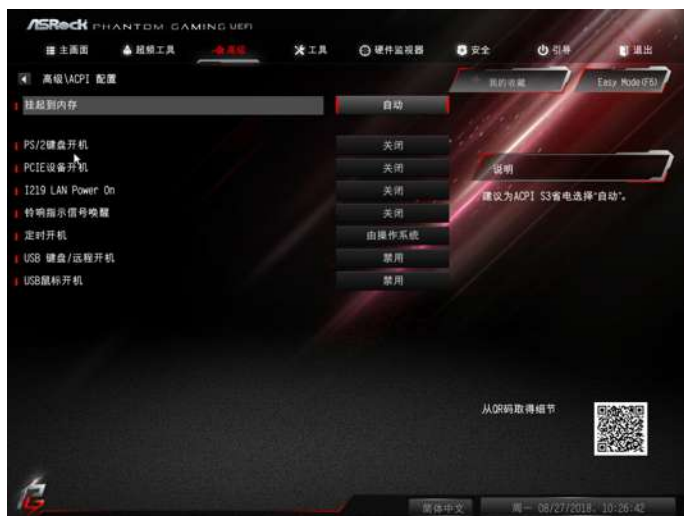 ASRock PHANTOM GAMING UEFI
主画面 超频工具 高级 工具 硬件监视器 安全 引导 退出
高级\ACPI 配置
我的收藏 Easy Mode(F6)
挂起到内存 自动
PS/2键盘开机 关闭
PCIE设备开机 关闭
I219 LAN Power On 关闭
铃响指示信号唤醒 关闭
定时开机 由操作系统
USB 键盘/远程开机 禁用
USB鼠标开机 禁用
说明
建议为ACPI S3省电选择“自动”。
从QR码取得细节
简体中文 周一 08/27/2018, 10:26:42